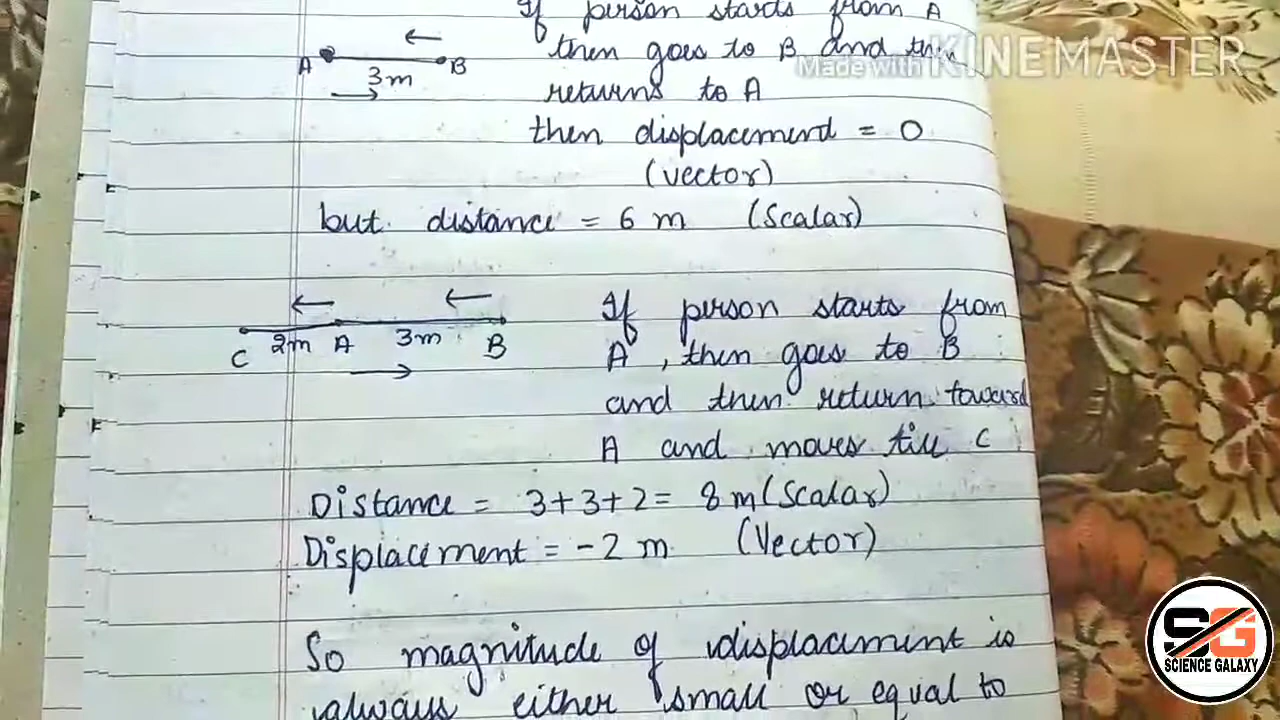 If person starts from A
then goes to B and then
returns to A
A B
3m
then displacement = 0
(vector)
but distance = 6 m (Scalar)
C 2m A 3m B
If person starts from
A, then goes to B
and then return toward
A and moves till C
Distance = 3+3+2= 8m (Scalar)
Displacement = -2 m (Vector)
So magnitude of displacement is
always either small or equal to
Made with KINEMASTER
SG
SCIENCE GALAXY